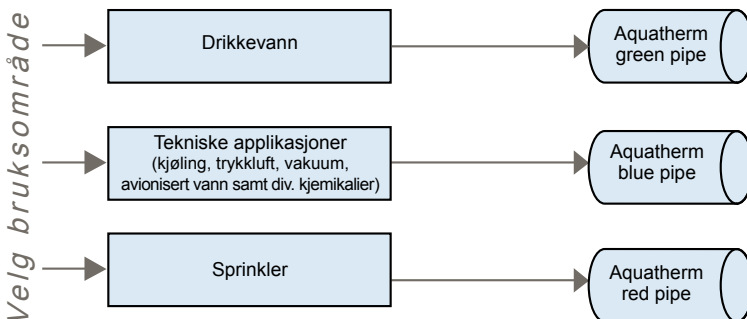 Velg bruksområde
Drikkevann
Aquatherm
green pipe
Tekniske applikasjoner
(kjøling, trykkluft, vakuum,
avionisert vann samt div. kjemikalier)
Aquatherm
blue pipe
Sprinkler
Aquatherm
red pipe